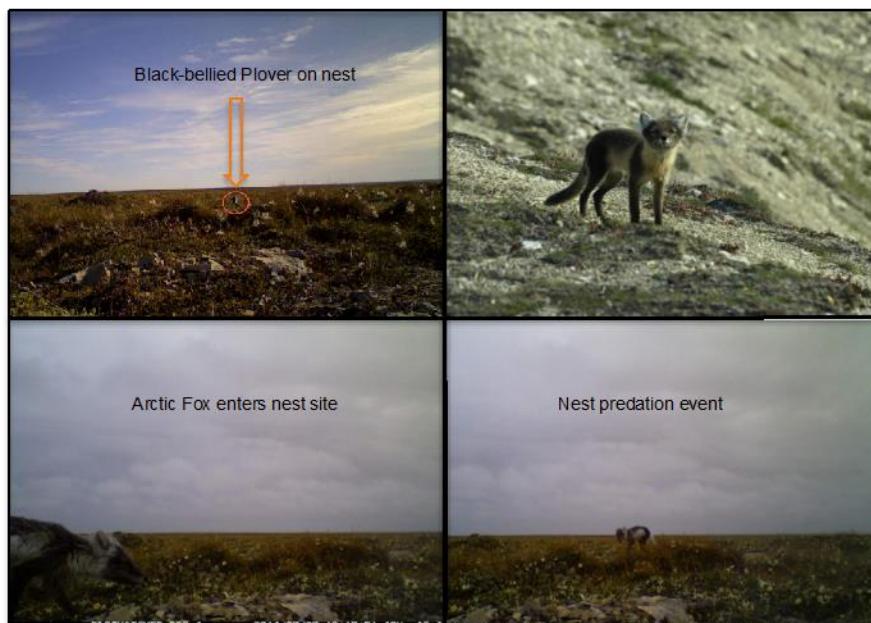 Black-bellied Plover on nest
Arctic Fox enters nest site
Nest predation event